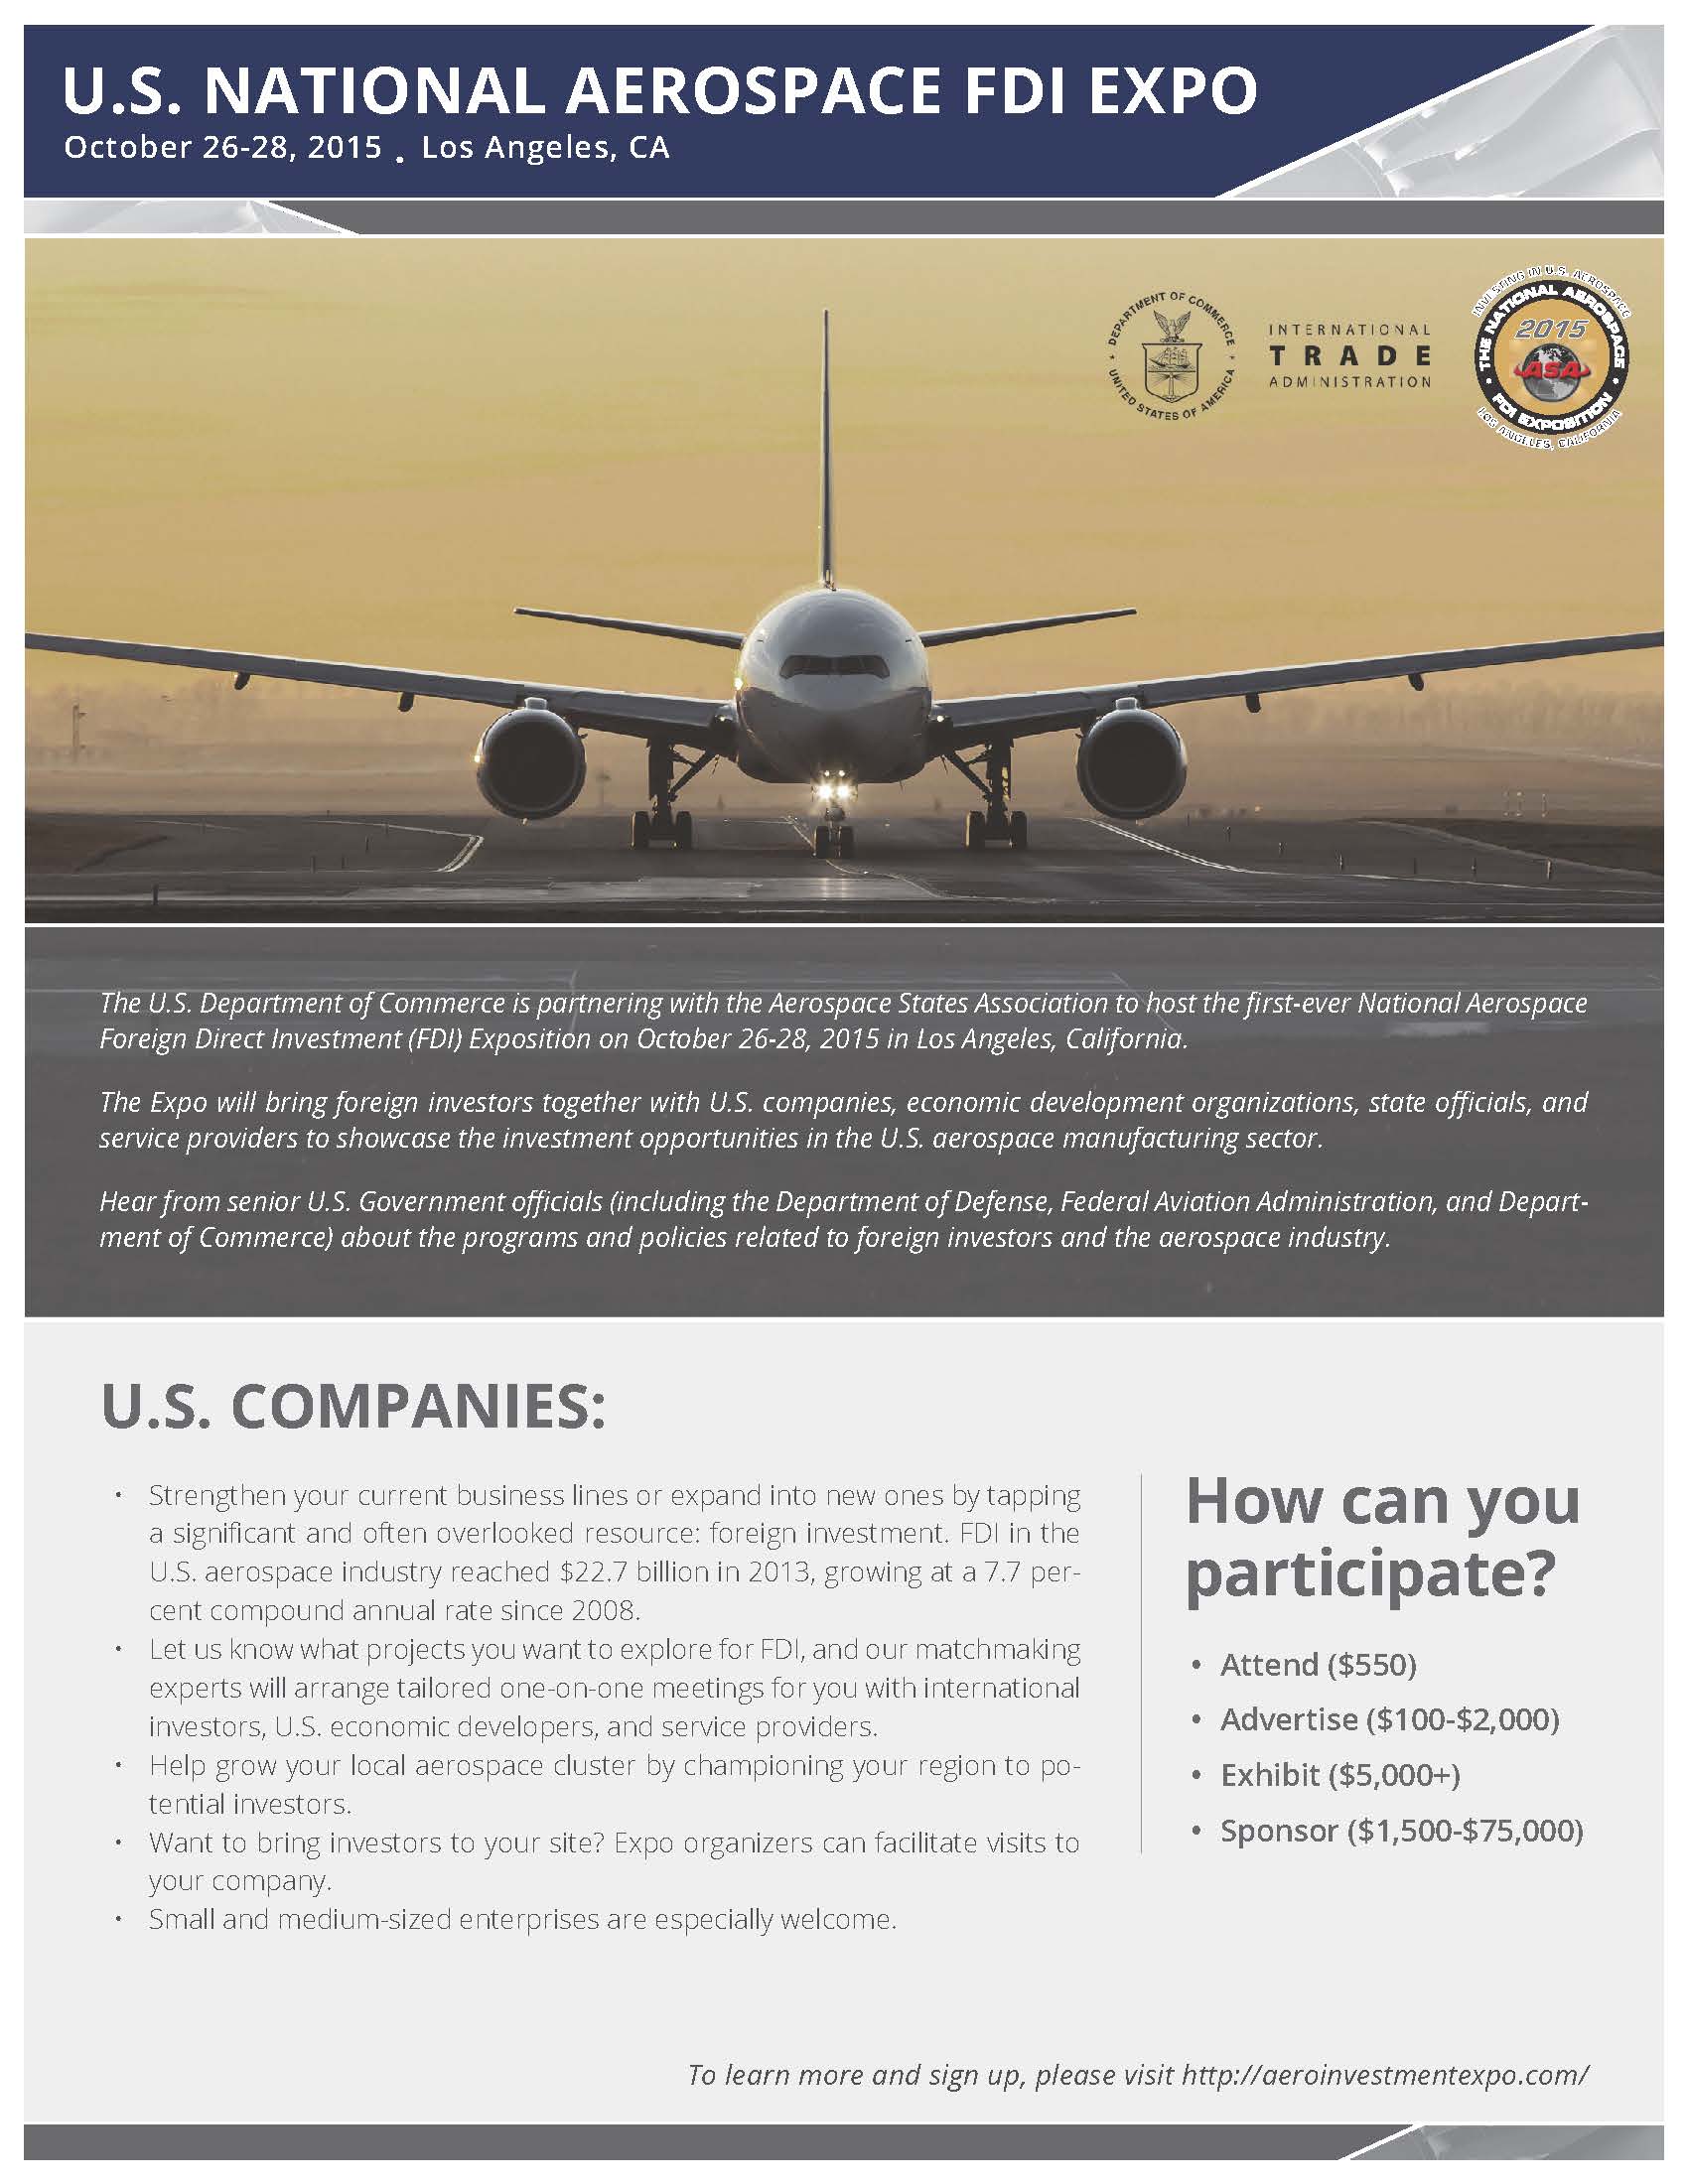 U.S. NATIONAL AEROSPACE FDI EXPO
October 26-28, 2015 . Los Angeles, CA
DEPARTMENT OF COMMERCE
UNITED STATES OF AMERICA
INTERNATIONAL
TRADE
ADMINISTRATION
INVESTING IN U.S. AEROSPACE
THE NATIONAL AEROSPACE
2015
ASA
FDI EXPOSITION
LOS ANGELES, CALIFORNIA
The U.S. Department of Commerce is partnering with the Aerospace States Association to host the first-ever National Aerospace
Foreign Direct Investment (FDI) Exposition on October 26-28, 2015 in Los Angeles, California.
The Expo will bring foreign investors together with U.S. companies, economic development organizations, state officials, and
service providers to showcase the investment opportunities in the U.S. aerospace manufacturing sector.
Hear from senior U.S. Government officials (including the Department of Defense, Federal Aviation Administration, and Depart-
ment of Commerce) about the programs and policies related to foreign investors and the aerospace industry.
U.S. COMPANIES:
• Strengthen your current business lines or expand into new ones by tapping
a significant and often overlooked resource: foreign investment. FDI in the
U.S. aerospace industry reached $22.7 billion in 2013, growing at a 7.7 per-
cent compound annual rate since 2008.
• Let us know what projects you want to explore for FDI, and our matchmaking
experts will arrange tailored one-on-one meetings for you with international
investors, U.S. economic developers, and service providers.
• Help grow your local aerospace cluster by championing your region to po-
tential investors.
• Want to bring investors to your site? Expo organizers can facilitate visits to
your company.
• Small and medium-sized enterprises are especially welcome.
How can you
participate?
• Attend ($550)
• Advertise ($100-$2,000)
• Exhibit ($5,000+)
• Sponsor ($1,500-$75,000)
To learn more and sign up, please visit http://aeroinvestmentexpo.com/